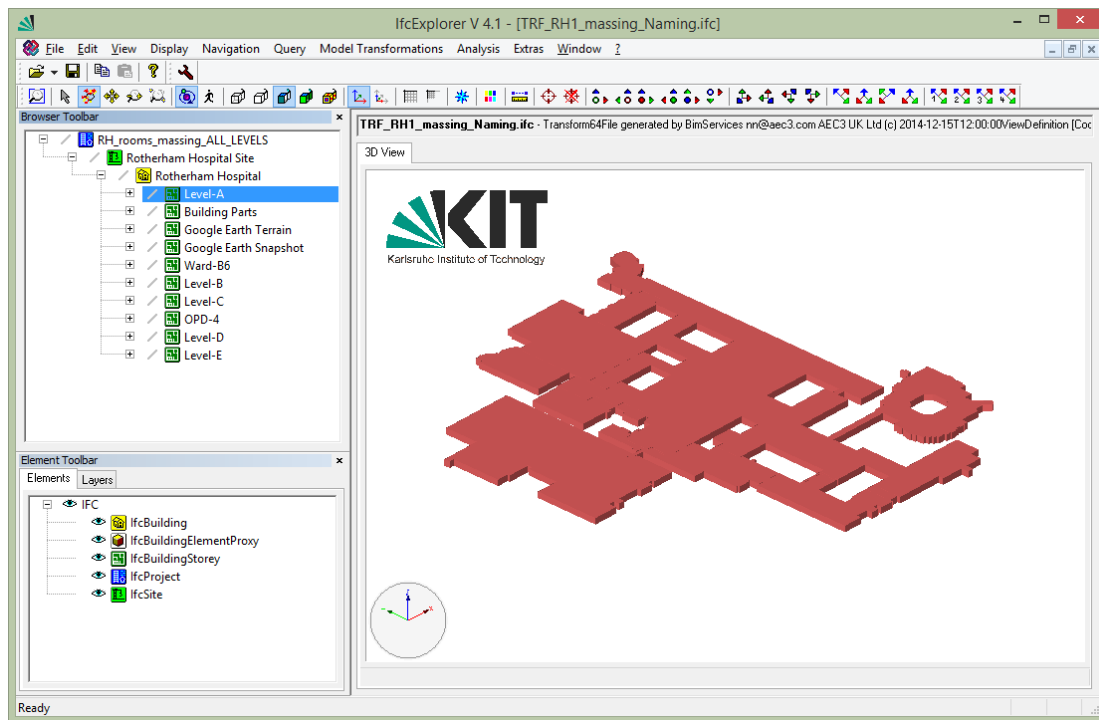 IfcExplorer V 4.1 - [TRF_RH1_massing_Naming.ifc]
File Edit View Display Navigation Query Model Transformations Analysis Extras Window ?
Browser Toolbar
RH_rooms_massing_ALL_LEVELS
Rotherham Hospital Site
Rotherham Hospital
Level-A
Building Parts
Google Earth Terrain
Google Earth Snapshot
Ward-B6
Level-B
Level-C
OPD-4
Level-D
Level-E
Element Toolbar
Elements Layers
IFC
IfcBuilding
IfcBuildingElementProxy
IfcBuildingStorey
IfcProject
IfcSite
TRF_RH1_massing_Naming.ifc - Transform64File generated by BimServices nn@aec3.com AEC3 UK Ltd (c) 2014-12-15T12:00:00ViewDefinition [Coc
3D View
KIT
Karlsruhe Institute of Technology
Ready